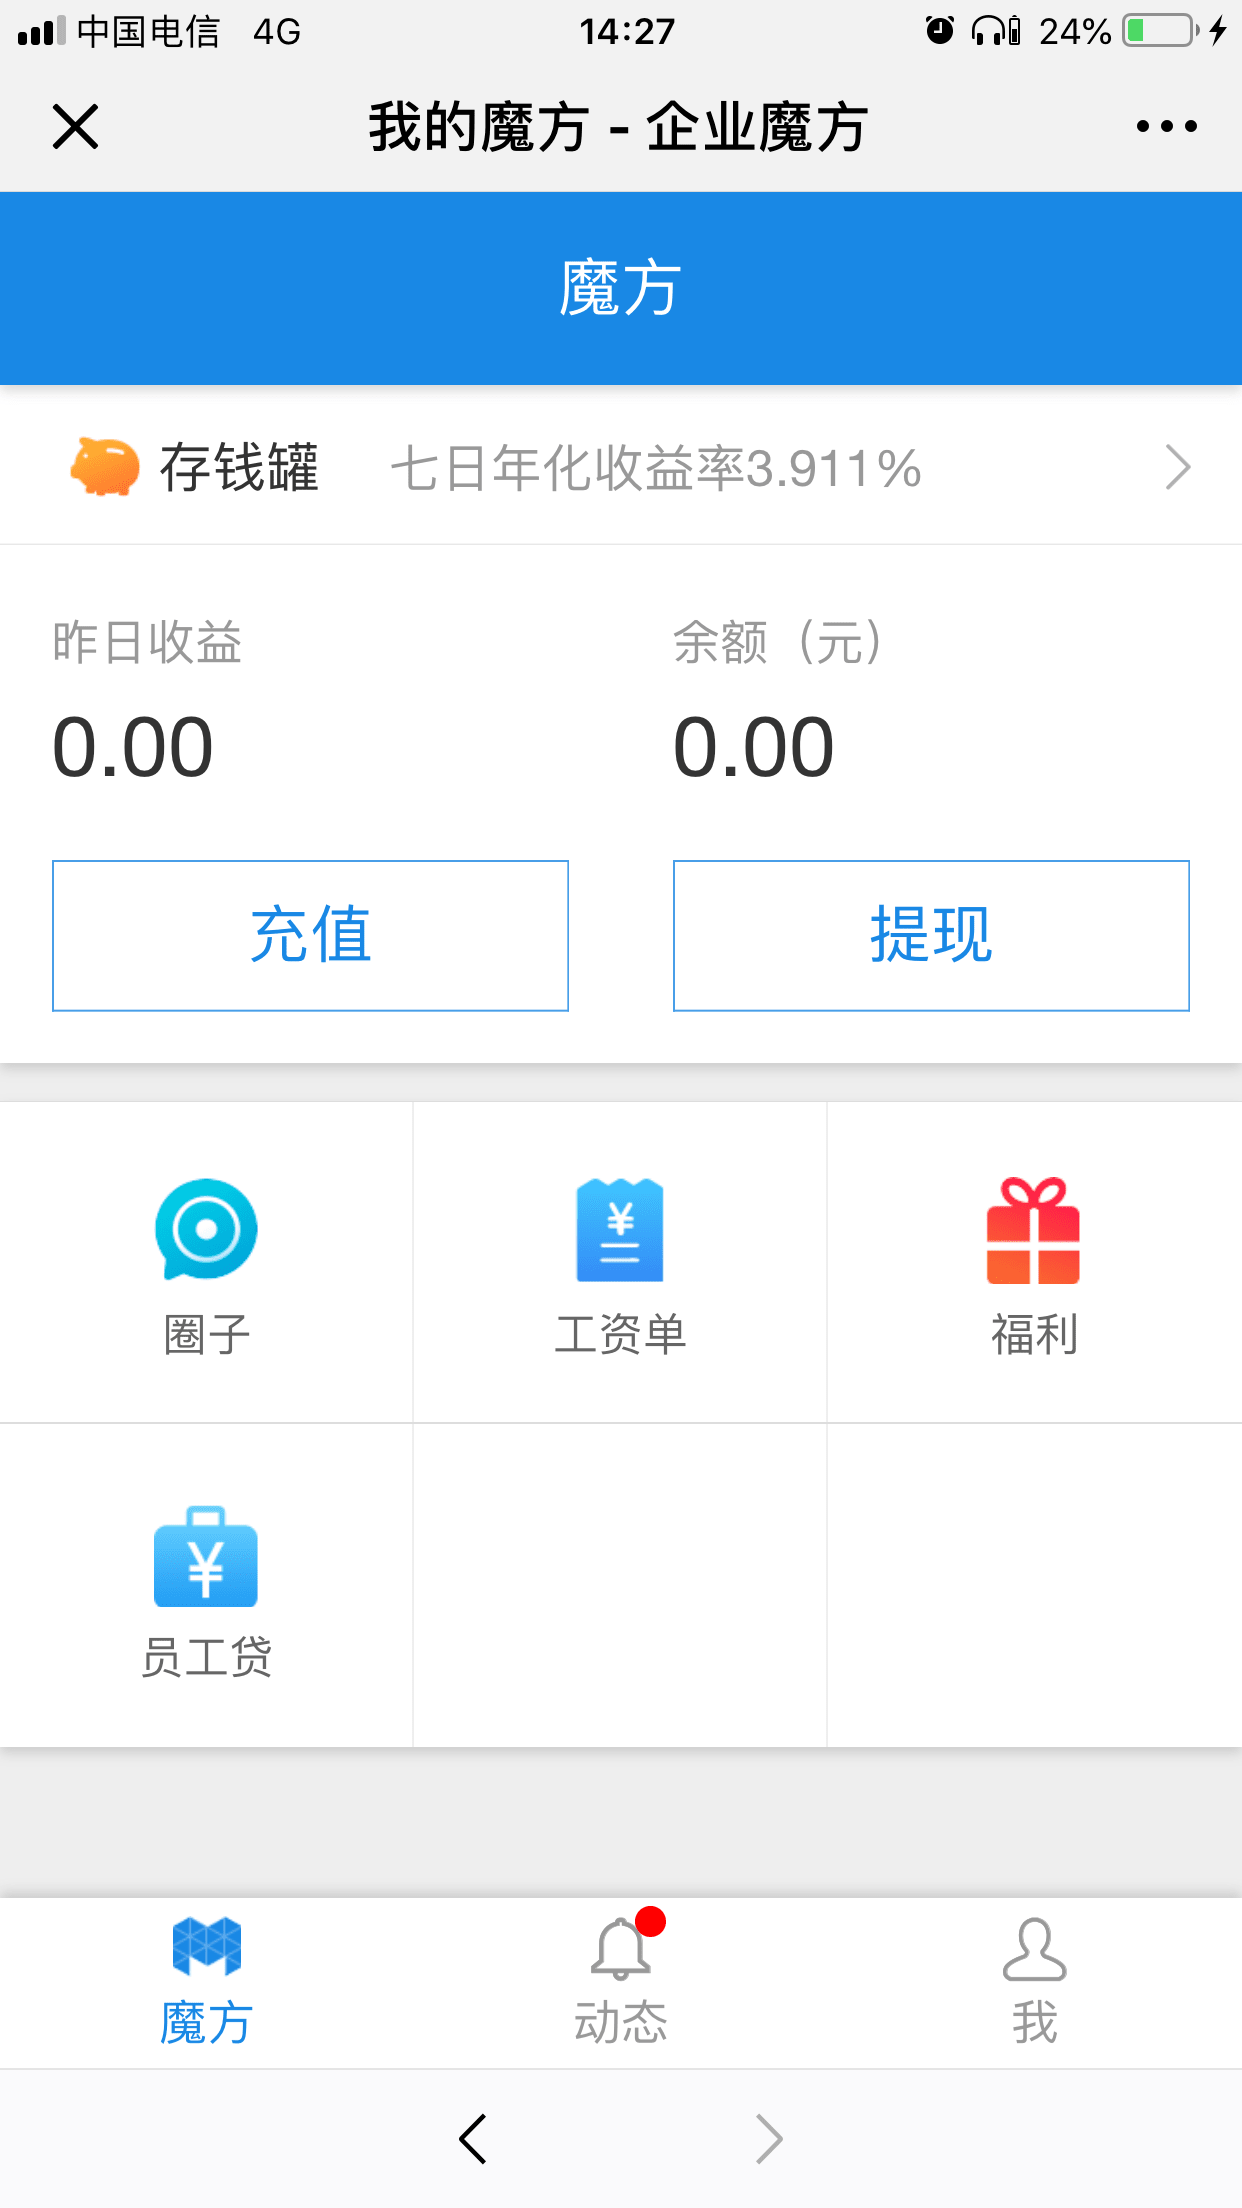 中国电信 4G 14:27 24%
我的魔方 - 企业魔方
魔方
存钱罐 七日年化收益率3.911%
昨日收益 余额（元）
0.00 0.00
充值 提现
¥
圈子 工资单 福利
¥
员工贷
魔方 动态 我